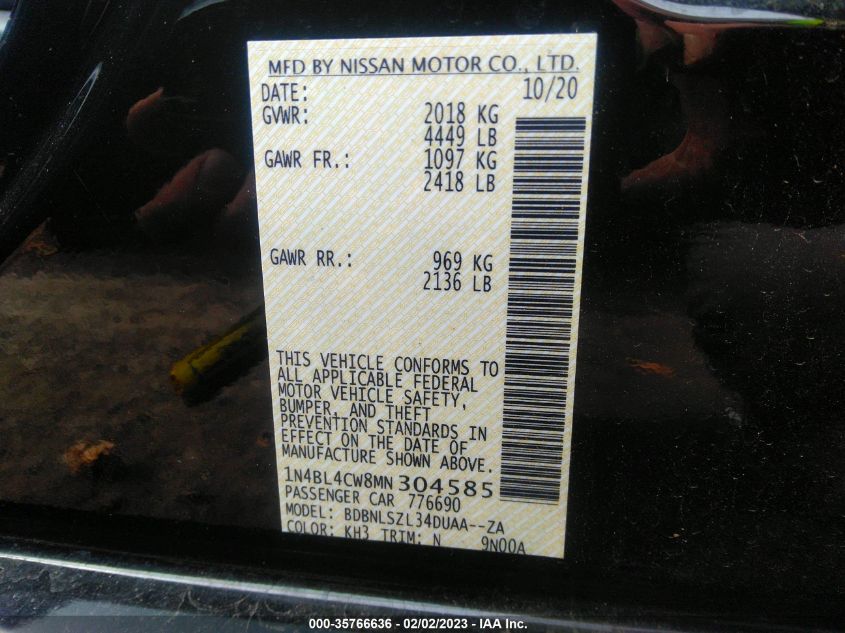 MFD BY NISSAN MOTOR CO., LTD.
DATE: 10/20
GVWR: 2018 KG
4449 LB
GAWR FR.: 1097 KG
2418 LB
GAWR RR.: 969 KG
2136 LB
THIS VEHICLE CONFORMS TO
ALL APPLICABLE FEDERAL
MOTOR VEHICLE SAFETY,
BUMPER, AND THEFT
PREVENTION STANDARDS IN
EFFECT ON THE DATE OF
MANUFACTURE SHOWN ABOVE.
1N4BL4CW8MN304585
PASSENGER CAR 776690
MODEL: BDBNLSZL34DUAA--ZA
COLOR: KH3 TRIM: N 9N00A
000-35766636 - 02/02/2023 - IAA Inc.